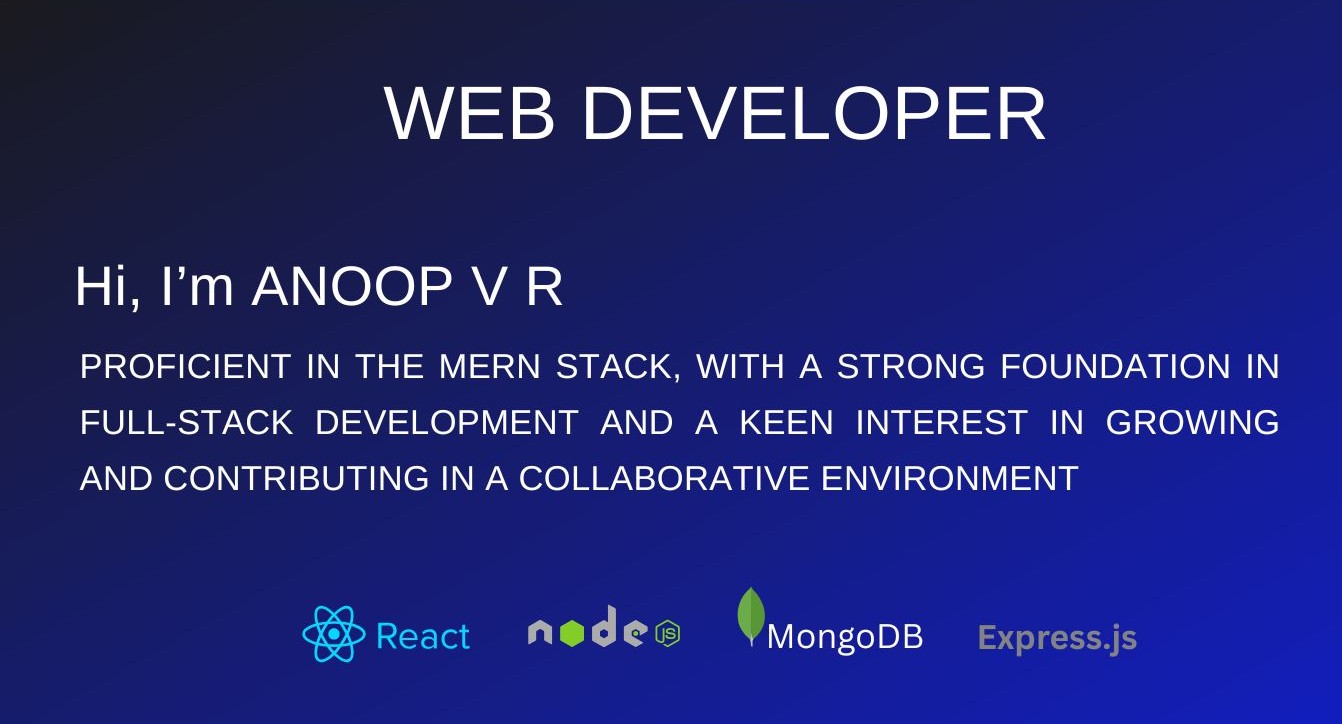 WEB DEVELOPER
Hi, I’m ANOOP V R
PROFICIENT IN THE MERN STACK, WITH A STRONG FOUNDATION IN
FULL-STACK DEVELOPMENT AND A KEEN INTEREST IN GROWING
AND CONTRIBUTING IN A COLLABORATIVE ENVIRONMENT
React node JS MongoDB Express.js